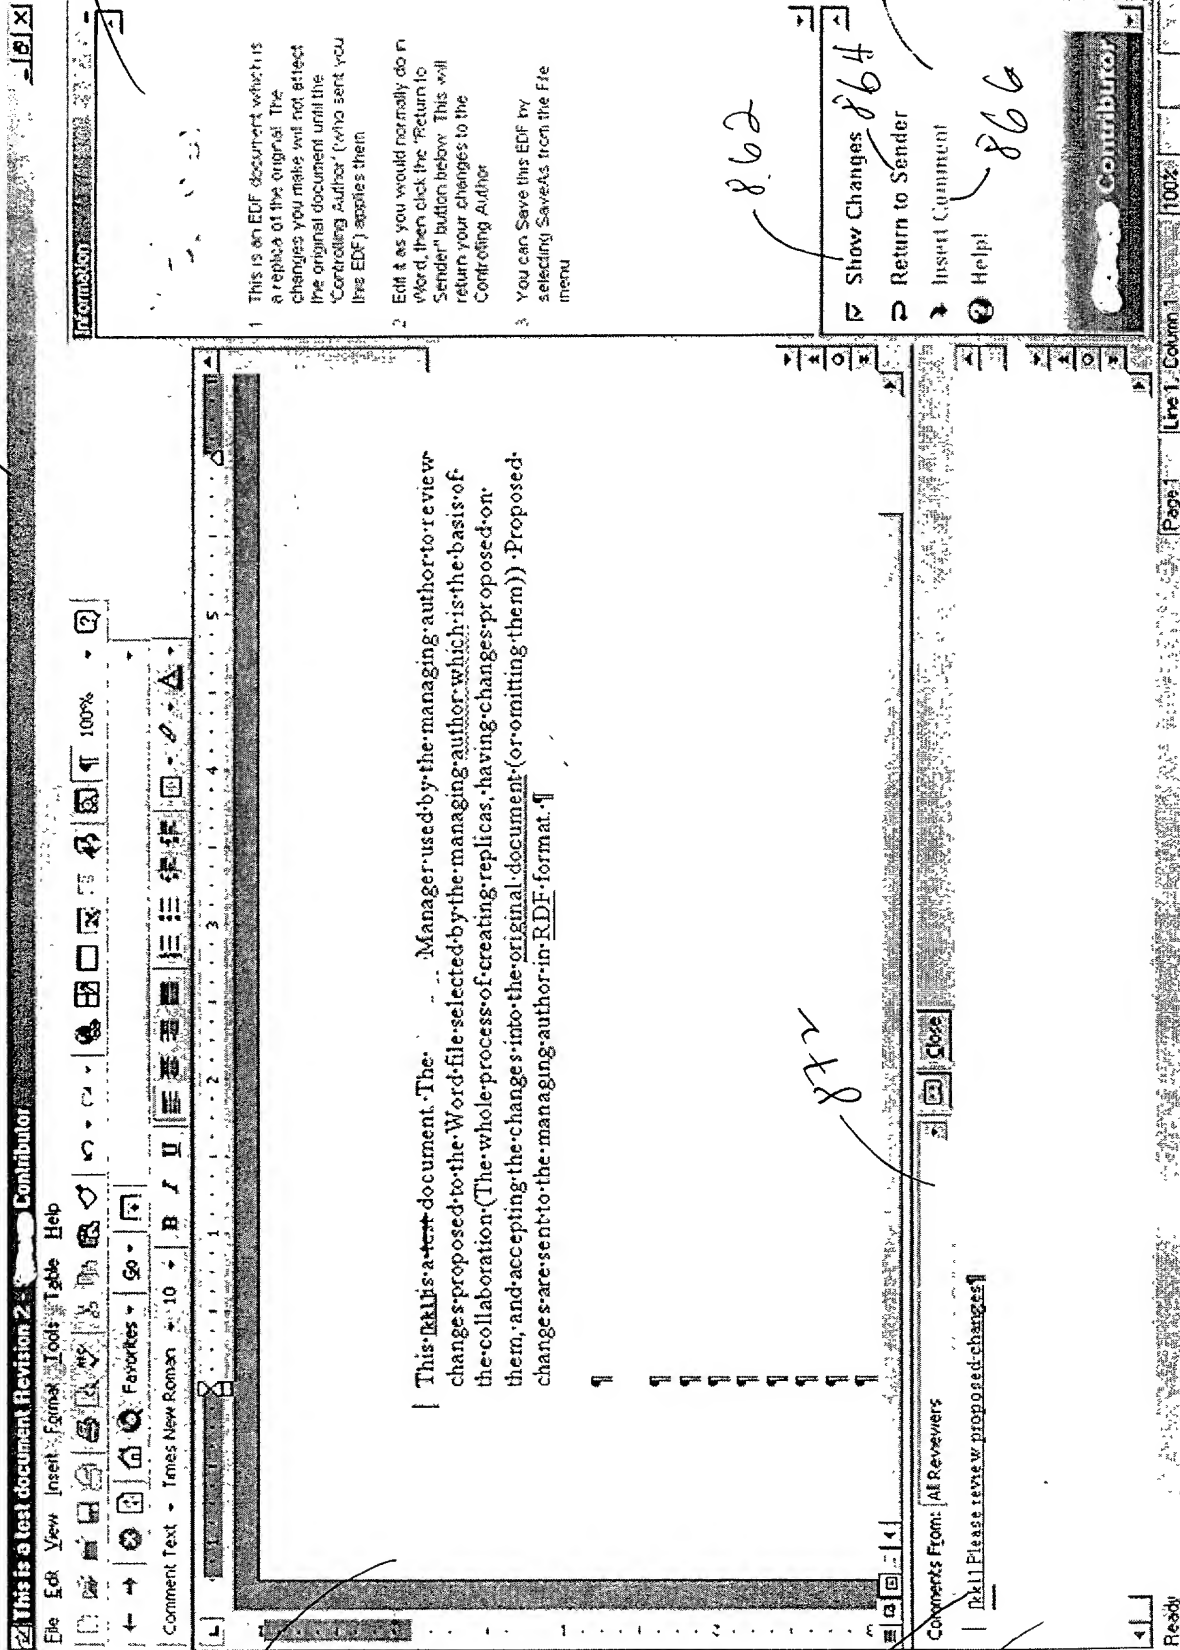 This is a test document Revision 2 - Contributor
File Edit View Insert Format Tools Table Help
100%
Favorites Go
Comment Text Times New Roman 10 B I U
1 2 3 4 5
This [kk1]is a test document. The Manager used by the managing author to review
changes proposed to the Word file selected by the managing author which is the basis of
the collaboration (The whole process of creating replicas, having changes proposed on
them, and accepting the changes into the original document (or omitting them)) Proposed
changes are sent to the managing author in RDF format. ¶
¶
¶
¶
¶
¶
¶
¶
¶
¶
872
Comments From: All Reviewers Close
[kk1]Please review proposed changes¶
Information
1 This is an EDF document which is
a replica of the original. The
changes you make will not affect
the original document until the
'Controlling Author' (who sent you
this EDF) applies them
2 Edit it as you would normally do in
Word, then click the "Return to
Sender" button below. This will
return your changes to the
Controlling Author
3 You can Save this EDF by
selecting SaveAs from the File
menu
862
Show Changes 864
Return to Sender
Insert Comment
866
Help!
Contributor
Ready Page 1 Line 1, Column 1 100%